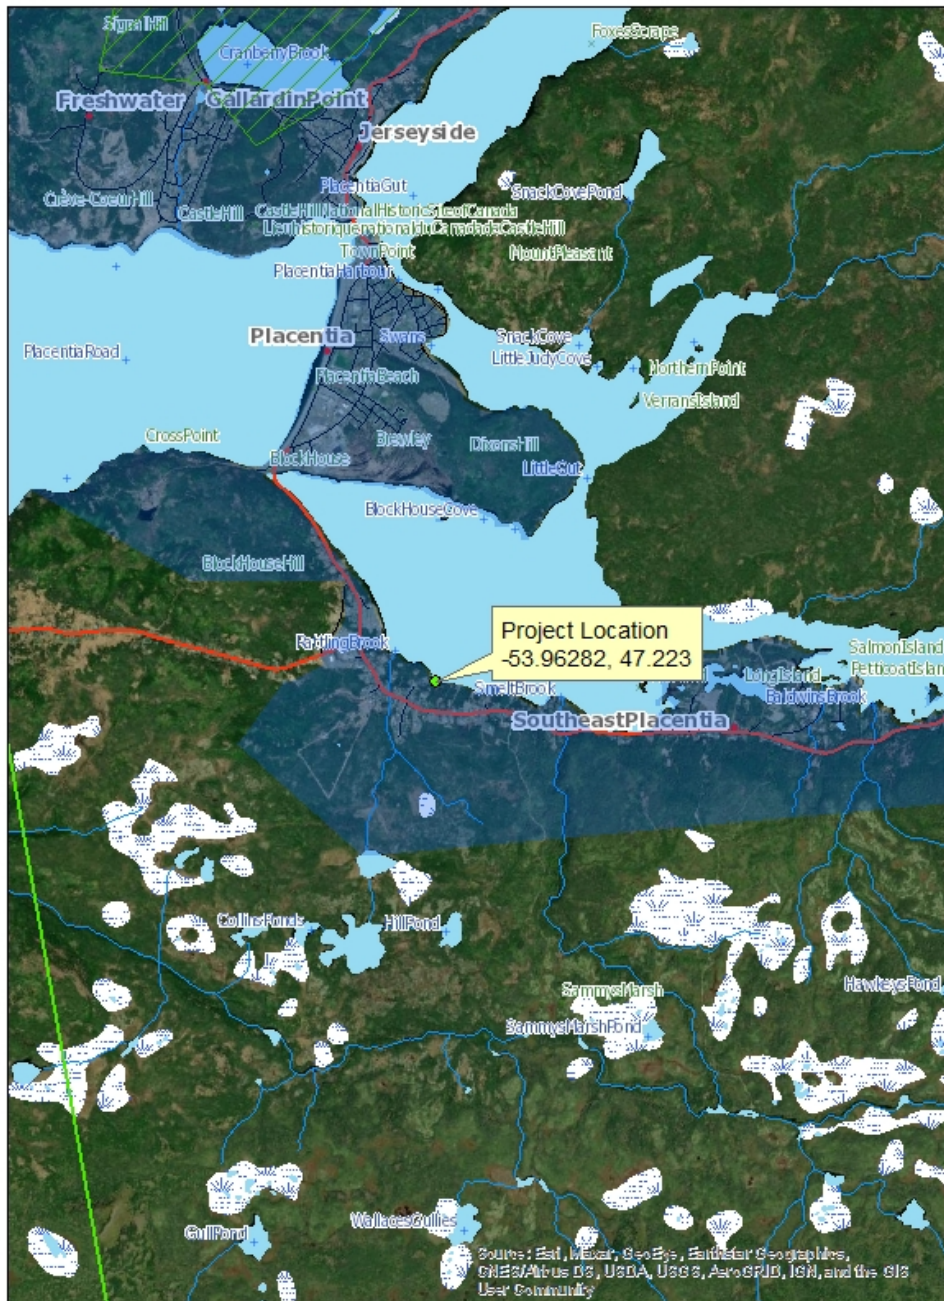 SignalHill
FoxesScrape
CranberryBrook
Freshwater
GallardinPoint
Jerseyside
PlacentiaGut
SnackCovePond
Crève-CoeurHill
CastleHill
CastleHillNationalHistoricSiteofCanada
LieuhistoriquenationalduCanadadeCastleHill
TownPoint
MountPleasant
PlacentiaHarbour
Placentia
Swans
SnackCove
PlacentiaRoad
LittleJudyCove
NorthernPoint
PlacentiaBeach
VerransIsland
CrossPoint
Brewley
DixonsHill
BlockHouse
LittleGut
BlockHouseCove
BlockHouseHill
Project Location
-53.96282, 47.223
RattlingBrook
SalmonIsland
PetticoatIslan
LongIsland
SmeltBrook
BaldwinsBrook
SoutheastPlacentia
CollinsPonds
HillPond
HawkeysPond
SammysMarsh
SammysMarshPond
WallacesGullies
GullPond
Source: Esri, Maxar, GeoEye, Earthstar Geographics,
CNES/Airbus DS, USDA, USGS, AeroGRID, IGN, and the GIS
User Community